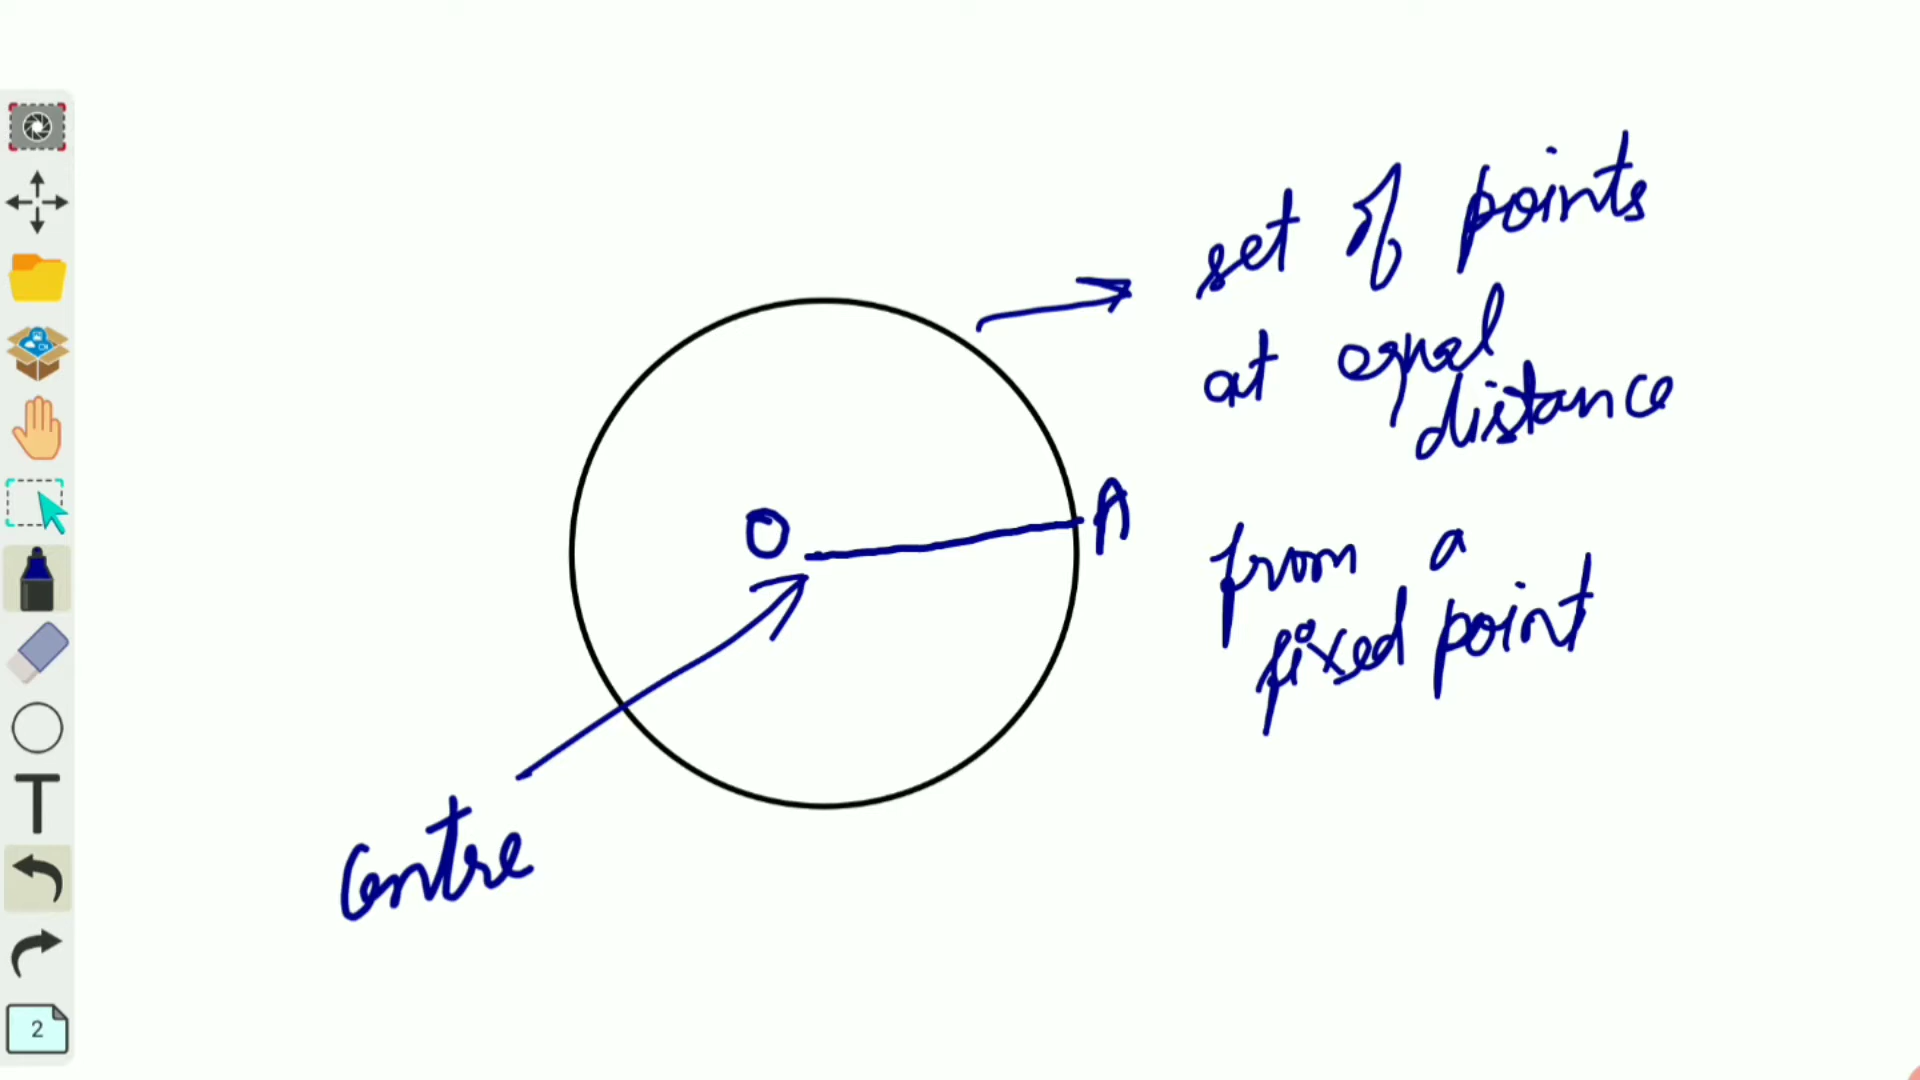 set of points
at equal
distance
O
A
from a
fixed point
Centre
T
2